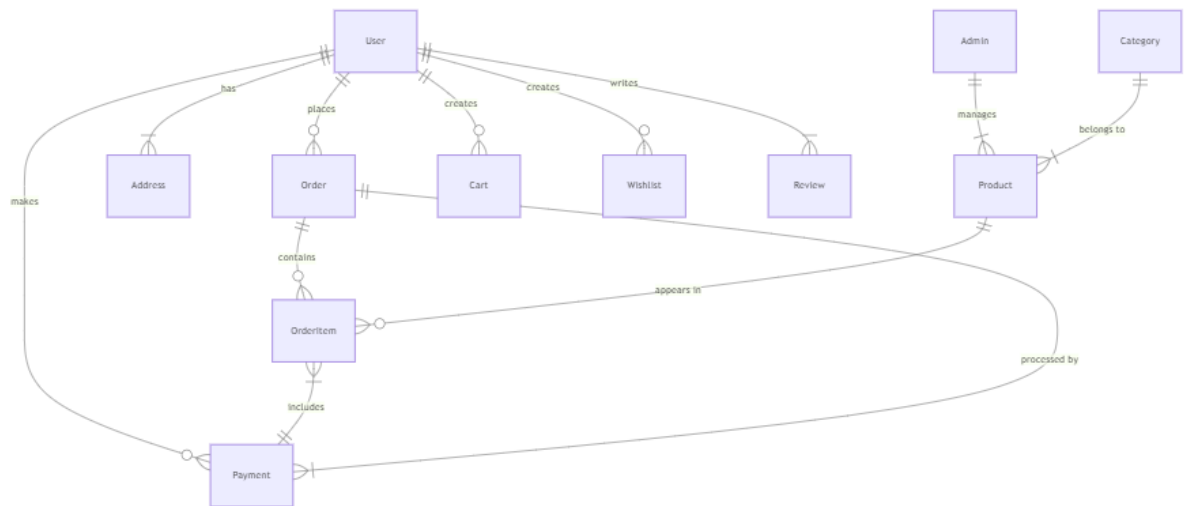 User
Admin
Category
has
places
creates
creates
writes
manages
belongs to
Address
Order
Cart
Wishlist
Review
Product
makes
contains
appears in
OrderItem
processed by
includes
Payment